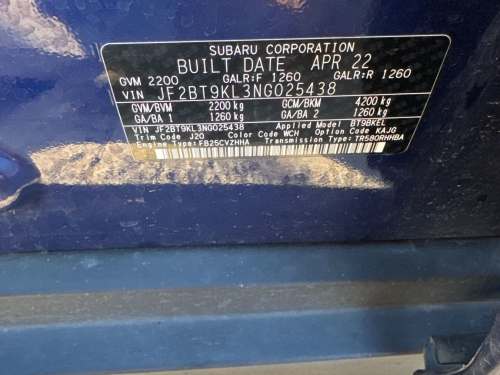 SUBARU CORPORATION
BUILT DATE APR 22
GVM 2200 GALR:F 1260 GALR:R 1260
VIN JF2BT9KL3NG025438
GVM/BVM 2200 kg GCM/BKM 4200 kg
GA/BA 1 1260 kg GA/BA 2 1260 kg
VIN JF2BT9KL3NG025438 Applied Model BT9BKEL
Trim Code J20 Color Code WCN Option Code KAJG
Engine Type: FB25CVZHHA Transmission Type: TR580RHHBA